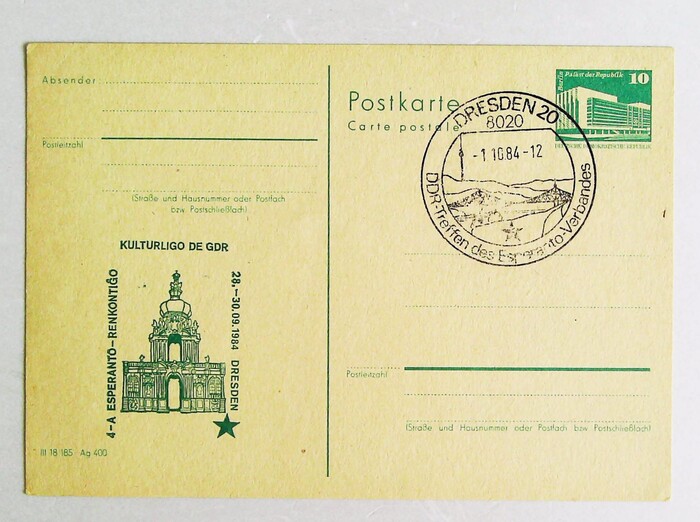 Absender
Postleitzahl
(Straße und Hausnummer oder Postfach
bzw. Postschließfach)
KULTURLIGO DE GDR
4-A ESPERANTO-RENKONTIĜO
28.-30.09.1984 DRESDEN
III 18 185 Ag 400
Postkarte
Carte postale
Berlin
Palast der Republik
10
DEUTSCHE DEMOKRATISCHE REPUBLIK
DRESDEN 20
8020
-1.10.84-12
DDR-Treffen des Esperanto-Verbandes
Postleitzahl
(Straße und Hausnummer oder Postfach bzw. Postschließfach)